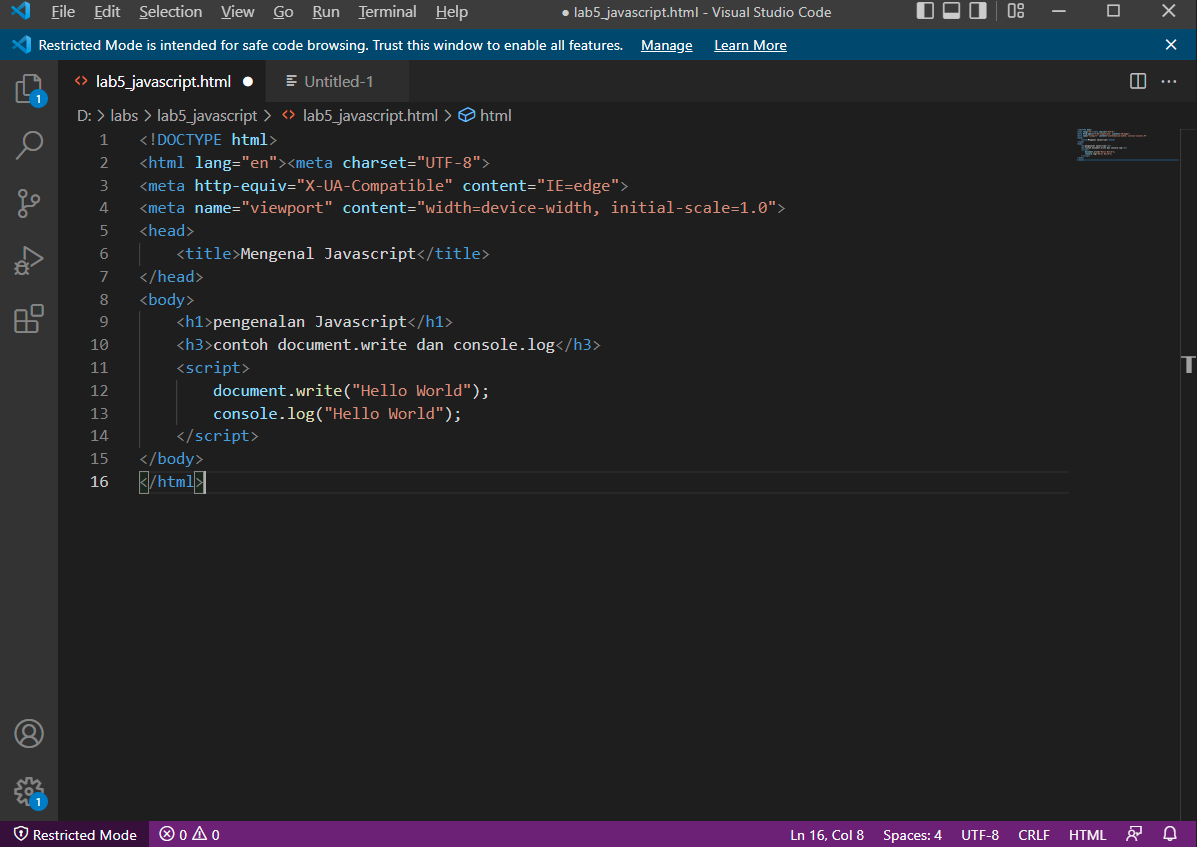 File Edit Selection View Go Run Terminal Help ● lab5_javascript.html - Visual Studio Code
Restricted Mode is intended for safe code browsing. Trust this window to enable all features. Manage Learn More
lab5_javascript.html ● Untitled-1
D: > labs > lab5_javascript > lab5_javascript.html > html
1 <!DOCTYPE html>
2 <html lang="en"><meta charset="UTF-8">
3 <meta http-equiv="X-UA-Compatible" content="IE=edge">
4 <meta name="viewport" content="width=device-width, initial-scale=1.0">
5 <head>
6     <title>Mengenal Javascript</title>
7 </head>
8 <body>
9     <h1>pengenalan Javascript</h1>
10     <h3>contoh document.write dan console.log</h3>
11     <script>
12         document.write("Hello World");
13         console.log("Hello World");
14     </script>
15 </body>
16 </html>
1
1
Restricted Mode 0 0 Ln 16, Col 8 Spaces: 4 UTF-8 CRLF HTML